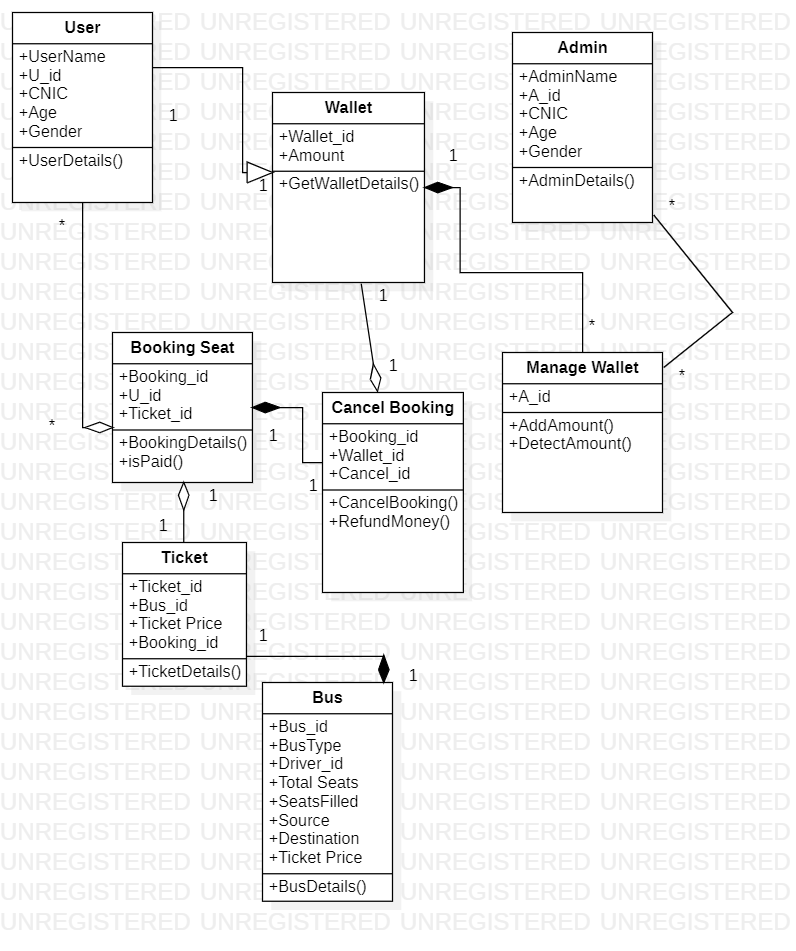 User
+UserName
+U_id
+CNIC
+Age
+Gender
+UserDetails()
1
*
Wallet
+Wallet_id
+Amount
+GetWalletDetails()
1
1
1
Admin
+AdminName
+A_id
+CNIC
+Age
+Gender
+AdminDetails()
*
*
*
Manage Wallet
+A_id
+AddAmount()
+DetectAmount()
*
Booking Seat
+Booking_id
+U_id
+Ticket_id
+BookingDetails()
+isPaid()
1
1
1
1
1
Cancel Booking
+Booking_id
+Wallet_id
+Cancel_id
+CancelBooking()
+RefundMoney()
Ticket
+Ticket_id
+Bus_id
+Ticket Price
+Booking_id
+TicketDetails()
1
1
Bus
+Bus_id
+BusType
+Driver_id
+Total Seats
+SeatsFilled
+Source
+Destination
+Ticket Price
+BusDetails()
UNREGISTERED